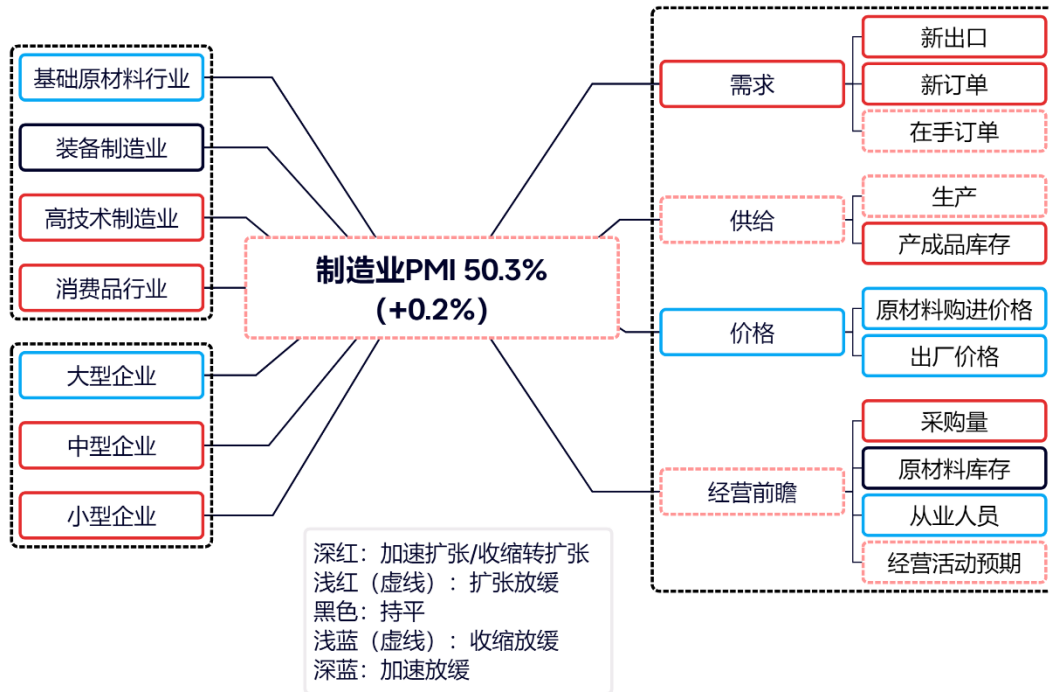 基础原材料行业
装备制造业
高技术制造业
消费品行业
大型企业
中型企业
小型企业
制造业PMI 50.3%
（+0.2%）
需求
新出口
新订单
在手订单
供给
生产
产成品库存
价格
原材料购进价格
出厂价格
经营前瞻
采购量
原材料库存
从业人员
经营活动预期
深红：加速扩张/收缩转扩张
浅红（虚线）：扩张放缓
黑色：持平
浅蓝（虚线）：收缩放缓
深蓝：加速放缓